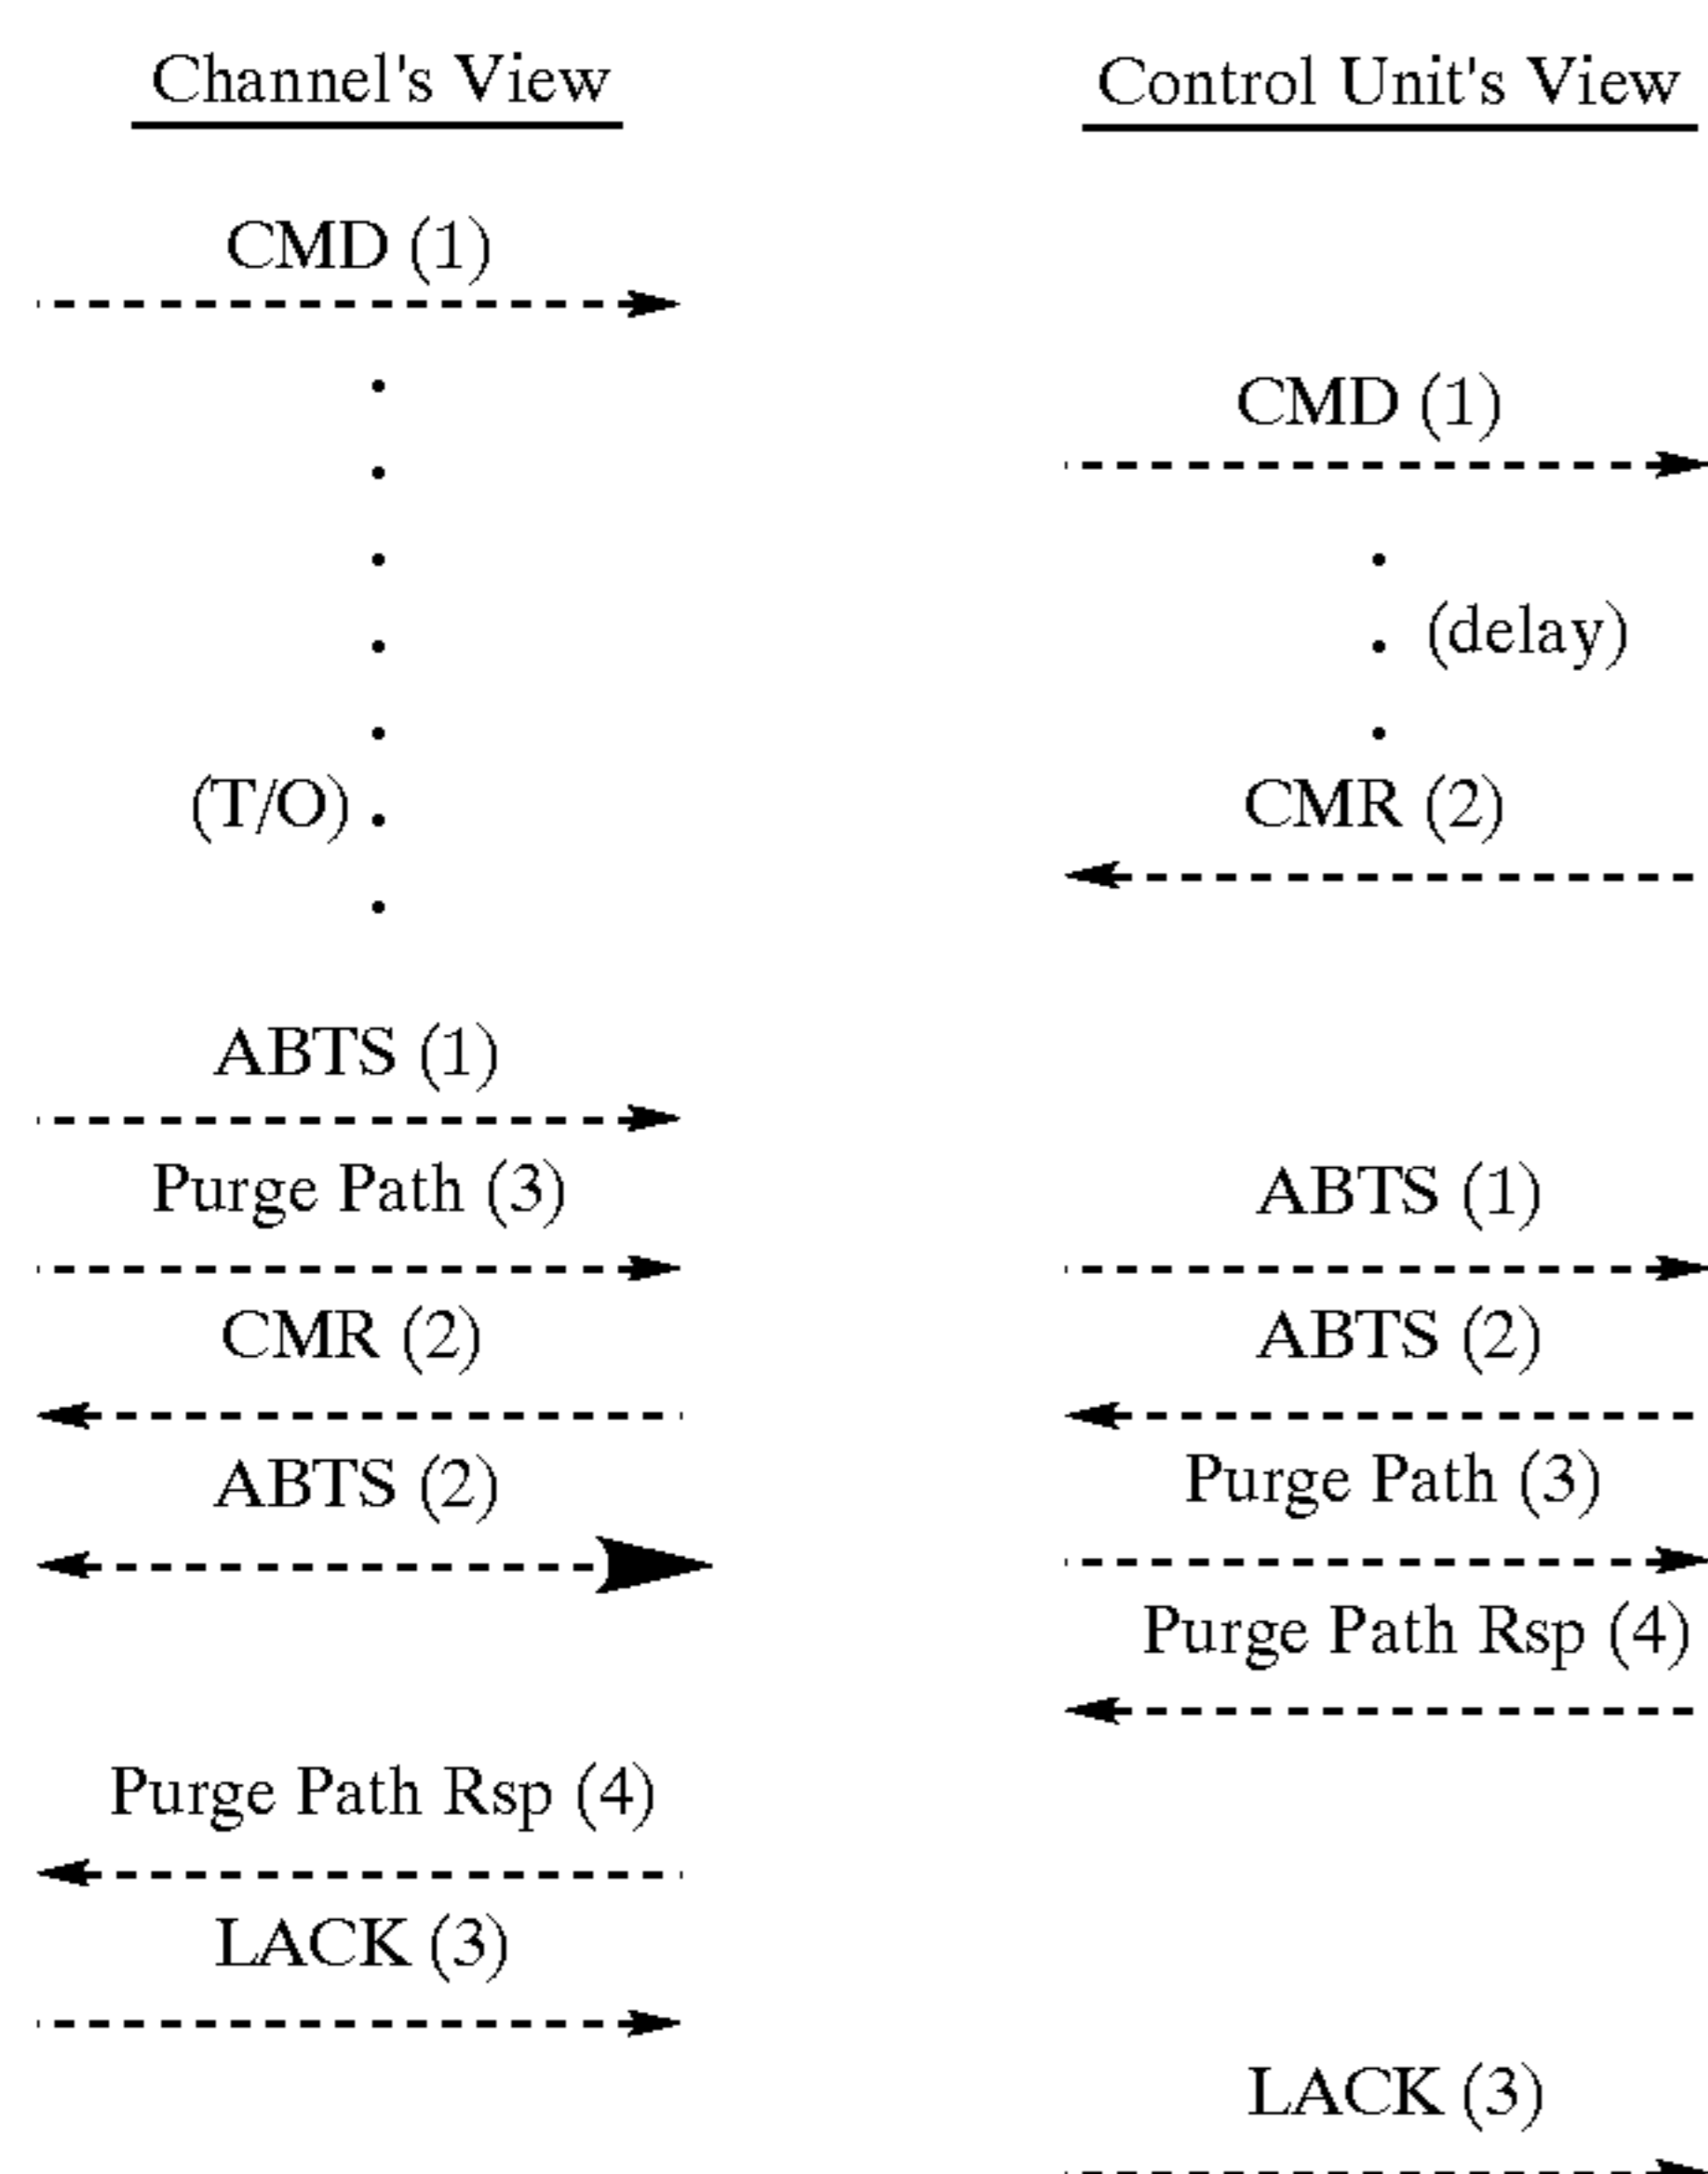 Channel's View
Control Unit's View
CMD (1)
CMD (1)
(delay)
(T/O)
CMR (2)
ABTS (1)
Purge Path (3)
ABTS (1)
CMR (2)
ABTS (2)
ABTS (2)
Purge Path (3)
Purge Path Rsp (4)
Purge Path Rsp (4)
LACK (3)
LACK (3)